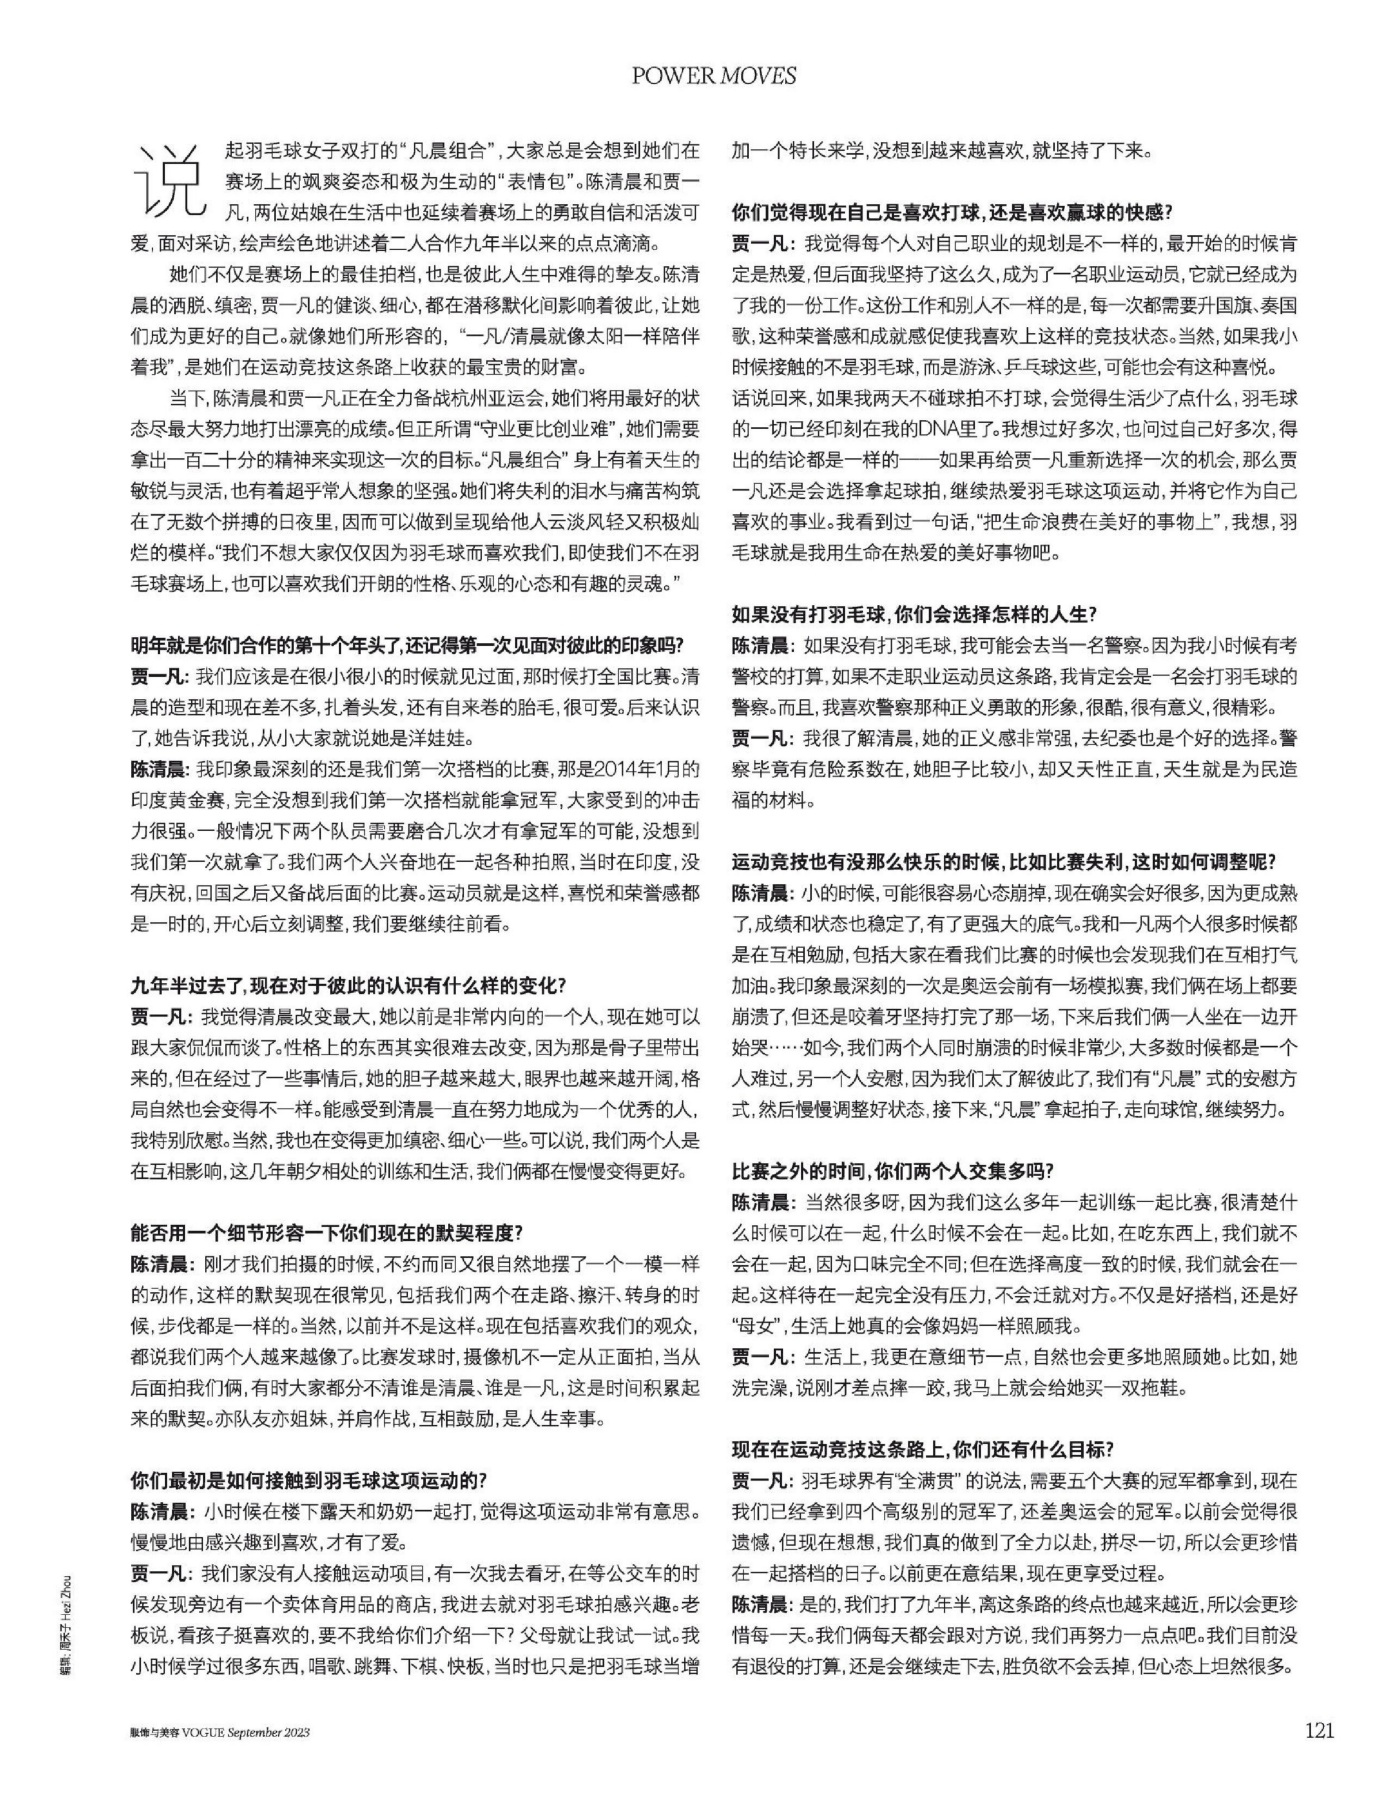 POWER MOVES
说起羽毛球女子双打的“凡晨组合”,大家总是会想到她们在
赛场上的飒爽姿态和极为生动的“表情包”。陈清晨和贾一
凡,两位姑娘在生活中也延续着赛场上的勇敢自信和活泼可
爱,面对采访,绘声绘色地讲述着二人合作九年半以来的点点滴滴。
她们不仅是赛场上的最佳拍档,也是彼此人生中难得的挚友。陈清
晨的洒脱、缜密,贾一凡的健谈、细心,都在潜移默化间影响着彼此,让她
们成为更好的自己。就像她们所形容的, “一凡/清晨就像太阳一样陪伴
着我”,是她们在运动竞技这条路上收获的最宝贵的财富。
当下,陈清晨和贾一凡正在全力备战杭州亚运会,她们将用最好的状
态尽最大努力地打出漂亮的成绩。但正所谓“守业更比创业难”,她们需要
拿出一百二十分的精神来实现这一次的目标。“凡晨组合” 身上有着天生的
敏锐与灵活,也有着超乎常人想象的坚强。她们将失利的泪水与痛苦构筑
在了无数个拼搏的日夜里,因而可以做到呈现给他人云淡风轻又积极灿
烂的模样。“我们不想大家仅仅因为羽毛球而喜欢我们,即使我们不在羽
毛球赛场上,也可以喜欢我们开朗的性格、乐观的心态和有趣的灵魂。”
明年就是你们合作的第十个年头了,还记得第一次见面对彼此的印象吗?
贾一凡: 我们应该是在很小很小的时候就见过面,那时候打全国比赛。清
晨的造型和现在差不多,扎着头发,还有自来卷的胎毛,很可爱。后来认识
了,她告诉我说,从小大家就说她是洋娃娃。
陈清晨: 我印象最深刻的还是我们第一次搭档的比赛,那是2014年1月的
印度黄金赛,完全没想到我们第一次搭档就能拿冠军,大家受到的冲击
力很强。一般情况下两个队员需要磨合几次才有拿冠军的可能,没想到
我们第一次就拿了。我们两个人兴奋地在一起各种拍照,当时在印度,没
有庆祝,回国之后又备战后面的比赛。运动员就是这样,喜悦和荣誉感都
是一时的,开心后立刻调整,我们要继续往前看。
九年半过去了,现在对于彼此的认识有什么样的变化?
贾一凡: 我觉得清晨改变最大,她以前是非常内向的一个人,现在她可以
跟大家侃侃而谈了。性格上的东西其实很难去改变,因为那是骨子里带出
来的,但在经过了一些事情后,她的胆子越来越大,眼界也越来越开阔,格
局自然也会变得不一样。能感受到清晨一直在努力地成为一个优秀的人,
我特别欣慰。当然,我也在变得更加缜密、细心一些。可以说,我们两个人是
在互相影响,这几年朝夕相处的训练和生活,我们俩都在慢慢变得更好。
能否用一个细节形容一下你们现在的默契程度?
陈清晨: 刚才我们拍摄的时候,不约而同又很自然地摆了一个一模一样
的动作,这样的默契现在很常见,包括我们两个在走路、擦汗、转身的时
候,步伐都是一样的。当然,以前并不是这样。现在包括喜欢我们的观众,
都说我们两个人越来越像了。比赛发球时,摄像机不一定从正面拍,当从
后面拍我们俩,有时大家都分不清谁是清晨、谁是一凡,这是时间积累起
来的默契。亦队友亦姐妹,并肩作战,互相鼓励,是人生幸事。
你们最初是如何接触到羽毛球这项运动的?
陈清晨: 小时候在楼下露天和奶奶一起打,觉得这项运动非常有意思。
慢慢地由感兴趣到喜欢,才有了爱。
贾一凡: 我们家没有人接触运动项目,有一次我去看牙,在等公交车的时
候发现旁边有一个卖体育用品的商店,我进去就对羽毛球拍感兴趣。老
板说,看孩子挺喜欢的,要不我给你们介绍一下? 父母就让我试一试。我
小时候学过很多东西,唱歌、跳舞、下棋、快板,当时也只是把羽毛球当增
加一个特长来学,没想到越来越喜欢,就坚持了下来。
你们觉得现在自己是喜欢打球,还是喜欢赢球的快感?
贾一凡: 我觉得每个人对自己职业的规划是不一样的,最开始的时候肯
定是热爱,但后面我坚持了这么久,成为了一名职业运动员,它就已经成为
了我的一份工作。这份工作和别人不一样的是,每一次都需要升国旗、奏国
歌,这种荣誉感和成就感促使我喜欢上这样的竞技状态。当然,如果我小
时候接触的不是羽毛球,而是游泳、乒乓球这些,可能也会有这种喜悦。
话说回来,如果我两天不碰球拍不打球,会觉得生活少了点什么,羽毛球
的一切已经印刻在我的DNA里了。我想过好多次,也问过自己好多次,得
出的结论都是一样的——如果再给贾一凡重新选择一次的机会,那么贾
一凡还是会选择拿起球拍,继续热爱羽毛球这项运动,并将它作为自己
喜欢的事业。我看到过一句话,“把生命浪费在美好的事物上”,我想,羽
毛球就是我用生命在热爱的美好事物吧。
如果没有打羽毛球,你们会选择怎样的人生?
陈清晨: 如果没有打羽毛球,我可能会去当一名警察。因为我小时候有考
警校的打算,如果不走职业运动员这条路,我肯定会是一名会打羽毛球的
警察。而且,我喜欢警察那种正义勇敢的形象,很酷,很有意义,很精彩。
贾一凡: 我很了解清晨,她的正义感非常强,去纪委也是个好的选择。警
察毕竟有危险系数在,她胆子比较小,却又天性正直,天生就是为民造
福的材料。
运动竞技也有没那么快乐的时候,比如比赛失利,这时如何调整呢?
陈清晨: 小的时候,可能很容易心态崩掉,现在确实会好很多,因为更成熟
了,成绩和状态也稳定了,有了更强大的底气。我和一凡两个人很多时候都
是在互相勉励,包括大家在看我们比赛的时候也会发现我们在互相打气
加油。我印象最深刻的一次是奥运会前有一场模拟赛,我们俩在场上都要
崩溃了,但还是咬着牙坚持打完了那一场,下来后我们俩一人坐在一边开
始哭……如今,我们两个人同时崩溃的时候非常少,大多数时候都是一个
人难过,另一个人安慰,因为我们太了解彼此了,我们有“凡晨” 式的安慰方
式,然后慢慢调整好状态,接下来,“凡晨” 拿起拍子,走向球馆,继续努力。
比赛之外的时间,你们两个人交集多吗?
陈清晨: 当然很多呀,因为我们这么多年一起训练一起比赛,很清楚什
么时候可以在一起,什么时候不会在一起。比如,在吃东西上,我们就不
会在一起,因为口味完全不同;但在选择高度一致的时候,我们就会在一
起。这样待在一起完全没有压力,不会迁就对方。不仅是好搭档,还是好
“母女”,生活上她真的会像妈妈一样照顾我。
贾一凡: 生活上,我更在意细节一点,自然也会更多地照顾她。比如,她
洗完澡,说刚才差点摔一跤,我马上就会给她买一双拖鞋。
现在在运动竞技这条路上,你们还有什么目标?
贾一凡: 羽毛球界有“全满贯” 的说法,需要五个大赛的冠军都拿到,现在
我们已经拿到四个高级别的冠军了,还差奥运会的冠军。以前会觉得很
遗憾,但现在想想,我们真的做到了全力以赴,拼尽一切,所以会更珍惜
在一起搭档的日子。以前更在意结果,现在更享受过程。
陈清晨: 是的,我们打了九年半,离这条路的终点也越来越近,所以会更珍
惜每一天。我们俩每天都会跟对方说,我们再努力一点点吧。我们目前没
有退役的打算,还是会继续走下去,胜负欲不会丢掉,但心态上坦然很多。
编辑: 周禾子 Hezi Zhou
服饰与美容 VOGUE September 2023
121